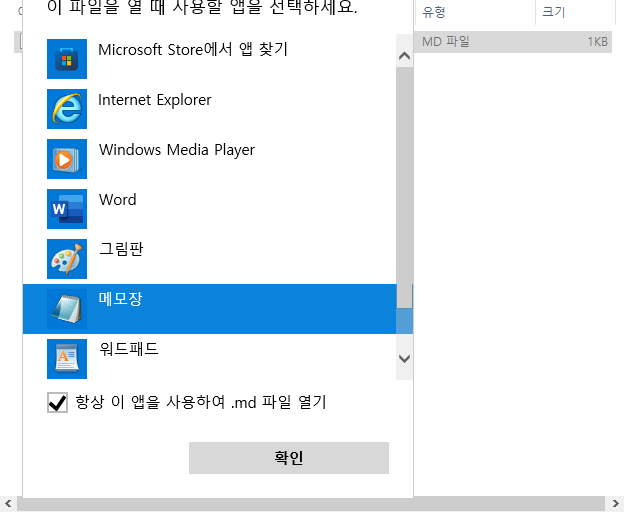 이 파일을 열 때 사용할 앱을 선택하세요.
유형
크기
Microsoft Store에서 앱 찾기
MD 파일
1KB
Internet Explorer
Windows Media Player
Word
그림판
메모장
워드패드
항상 이 앱을 사용하여 .md 파일 열기
확인